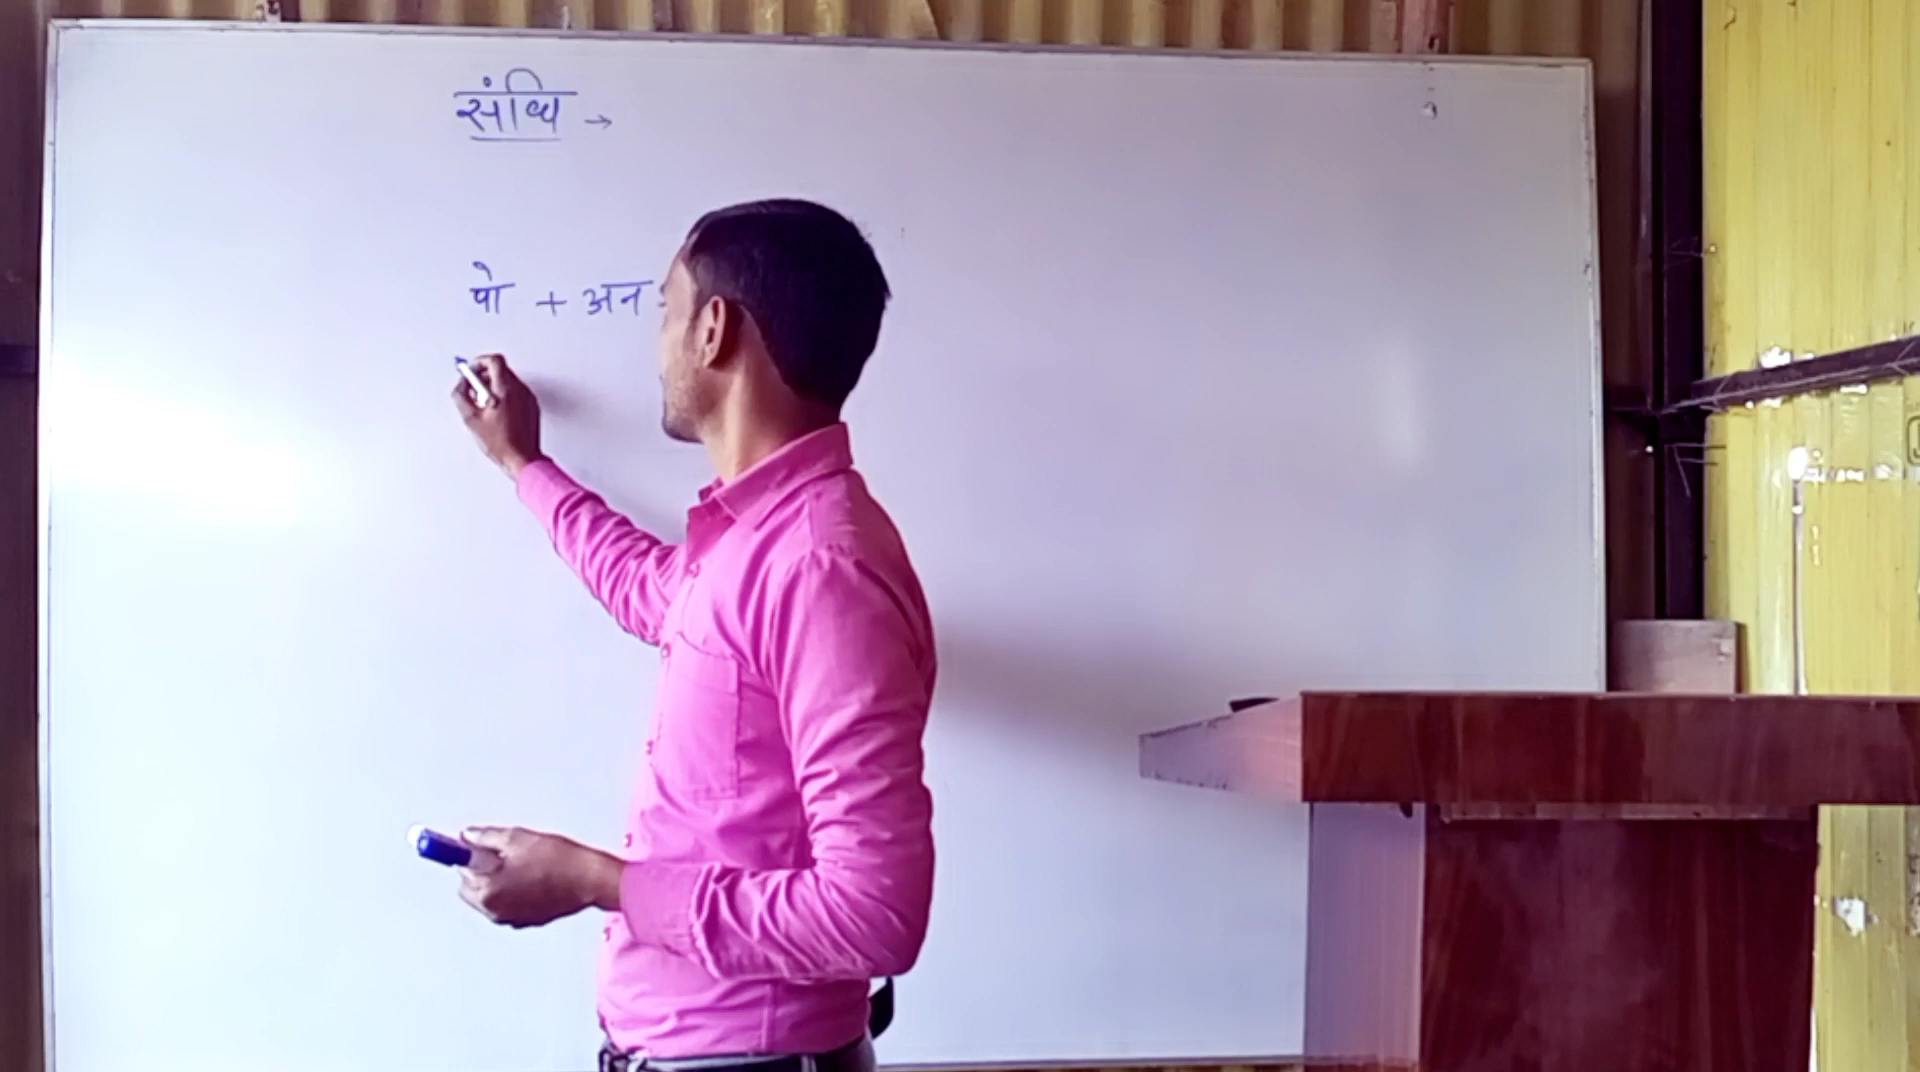 संधि →
पो + अन